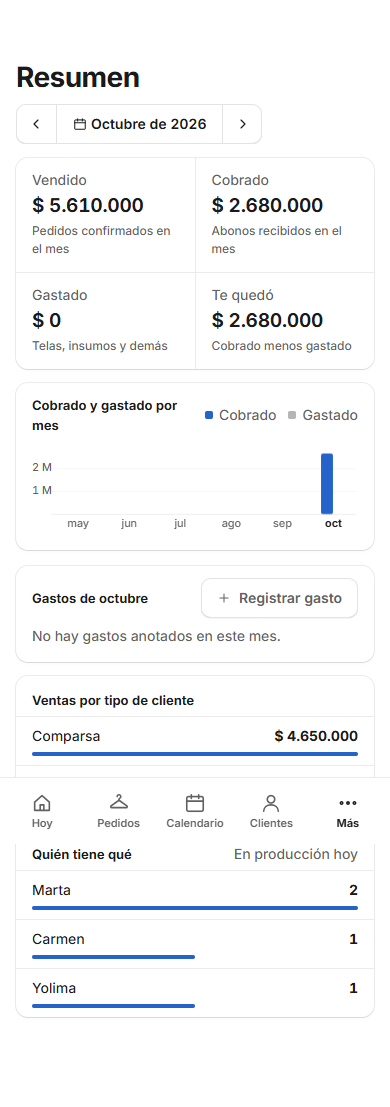 Resumen
Octubre de 2026
Vendido
$ 5.610.000
Pedidos confirmados en
el mes
Cobrado
$ 2.680.000
Abonos recibidos en el
mes
Gastado
$ 0
Telas, insumos y demás
Te quedó
$ 2.680.000
Cobrado menos gastado
Cobrado y gastado por
mes
Cobrado
Gastado
2 M
1 M
may jun jul ago sep oct
Gastos de octubre
Registrar gasto
No hay gastos anotados en este mes.
Ventas por tipo de cliente
Comparsa $ 4.650.000
Hoy Pedidos Calendario Clientes Más
Quién tiene qué En producción hoy
Marta 2
Carmen 1
Yolima 1